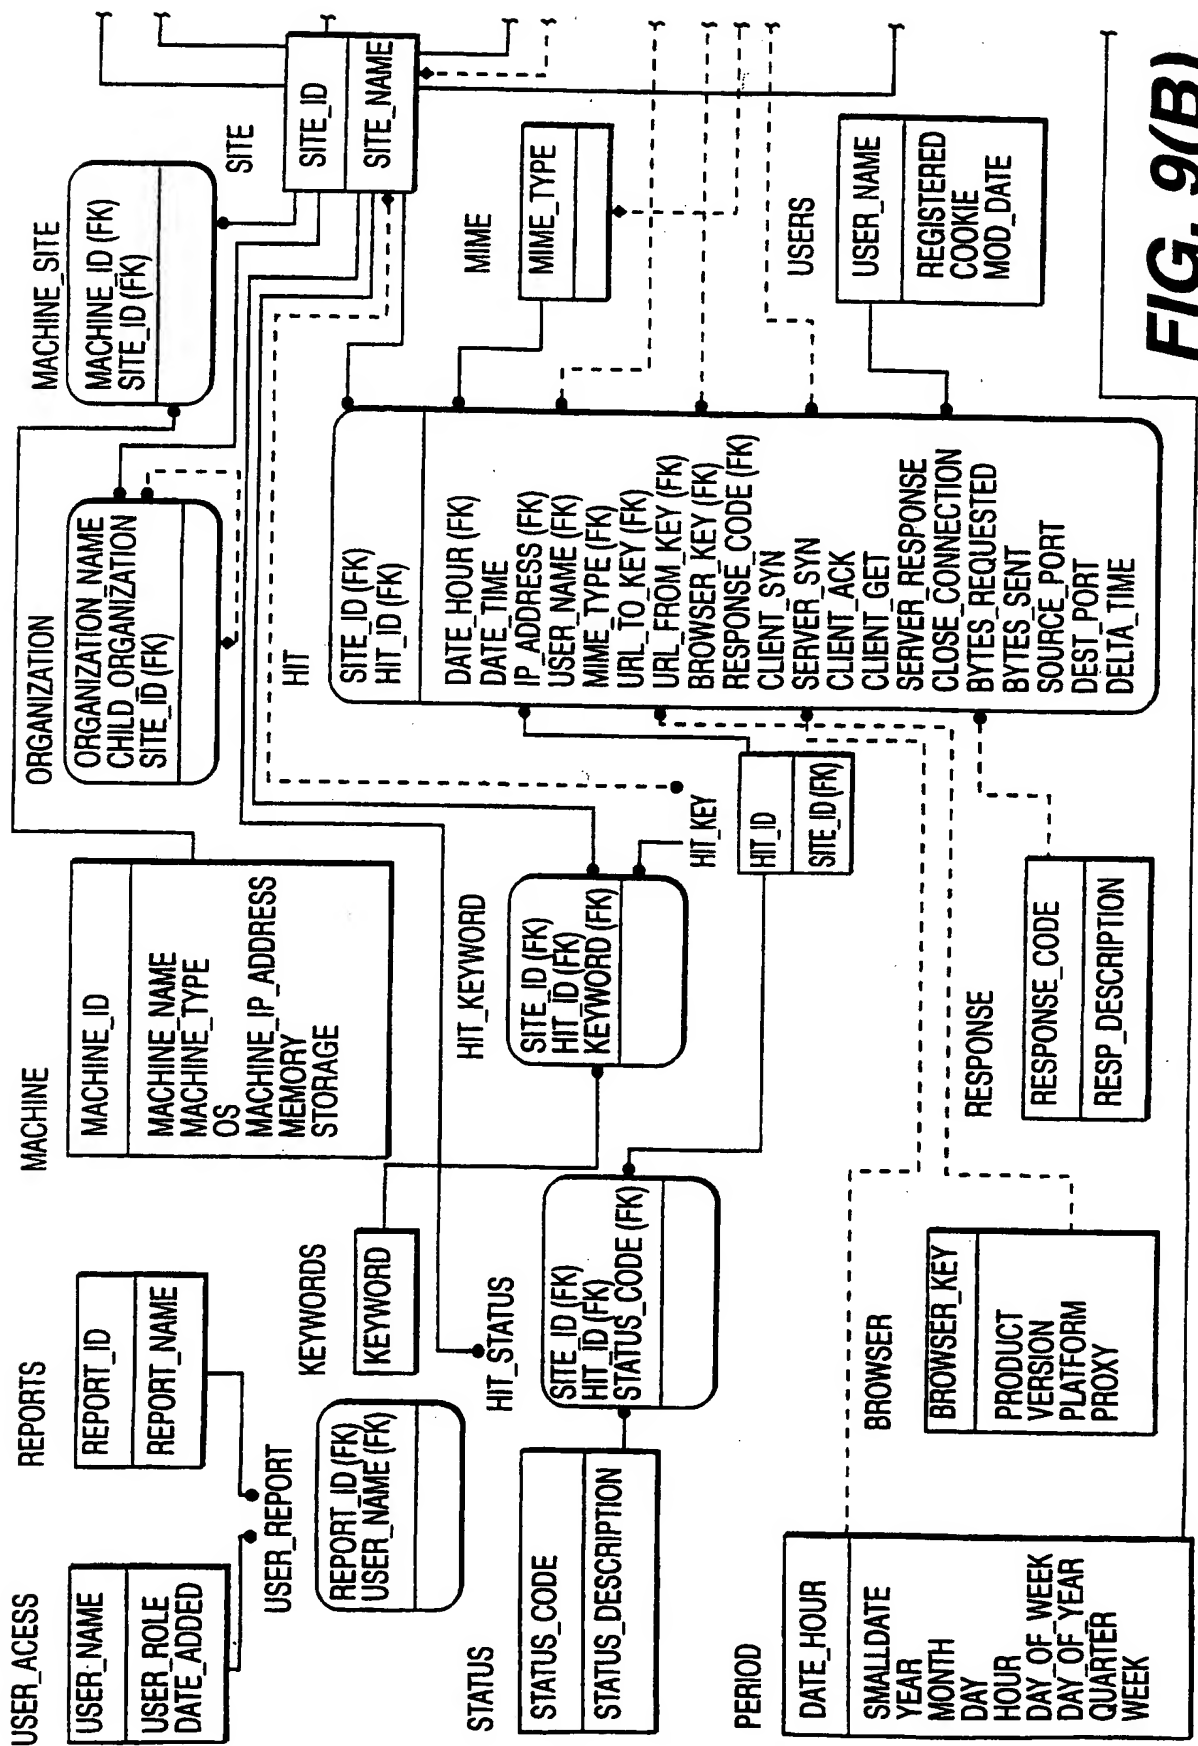 USER_ACESS
USER_NAME
USER_ROLE
DATE_ADDED
REPORTS
REPORT_ID
REPORT_NAME
USER_REPORT
REPORT_ID (FK)
USER_NAME (FK)
MACHINE
MACHINE_ID
MACHINE_NAME
MACHINE_TYPE
OS
MACHINE_IP_ADDRESS
MEMORY
STORAGE
ORGANIZATION
ORGANIZATION_NAME
CHILD_ORGANIZATION
SITE_ID (FK)
MACHINE_SITE
MACHINE_ID (FK)
SITE_ID (FK)
SITE
SITE_ID
SITE_NAME
KEYWORDS
KEYWORD
HIT_KEYWORD
SITE_ID (FK)
HIT_ID (FK)
KEYWORD (FK)
STATUS
STATUS_CODE
STATUS_DESCRIPTION
HIT_STATUS
SITE_ID (FK)
HIT_ID (FK)
STATUS_CODE (FK)
HIT_KEY
HIT_ID
SITE_ID (FK)
HIT
SITE_ID (FK)
HIT_ID (FK)
DATE_HOUR (FK)
DATE_TIME
IP_ADDRESS (FK)
USER_NAME (FK)
MIME_TYPE (FK)
URL_TO_KEY (FK)
URL_FROM_KEY (FK)
BROWSER_KEY (FK)
RESPONSE_CODE (FK)
CLIENT_SYN
SERVER_SYN
CLIENT_ACK
CLIENT_GET
SERVER_RESPONSE
CLOSE_CONNECTION
BYTES_REQUESTED
BYTES_SENT
SOURCE_PORT
DEST_PORT
DELTA_TIME
MIME
MIME_TYPE
USERS
USER_NAME
REGISTERED
COOKIE
MOD_DATE
PERIOD
DATE_HOUR
SMALLDATE
YEAR
MONTH
DAY
HOUR
DAY_OF_WEEK
DAY_OF_YEAR
QUARTER
WEEK
BROWSER
BROWSER_KEY
PRODUCT
VERSION
PLATFORM
PROXY
RESPONSE
RESPONSE_CODE
RESP_DESCRIPTION
FIG. 9(B)